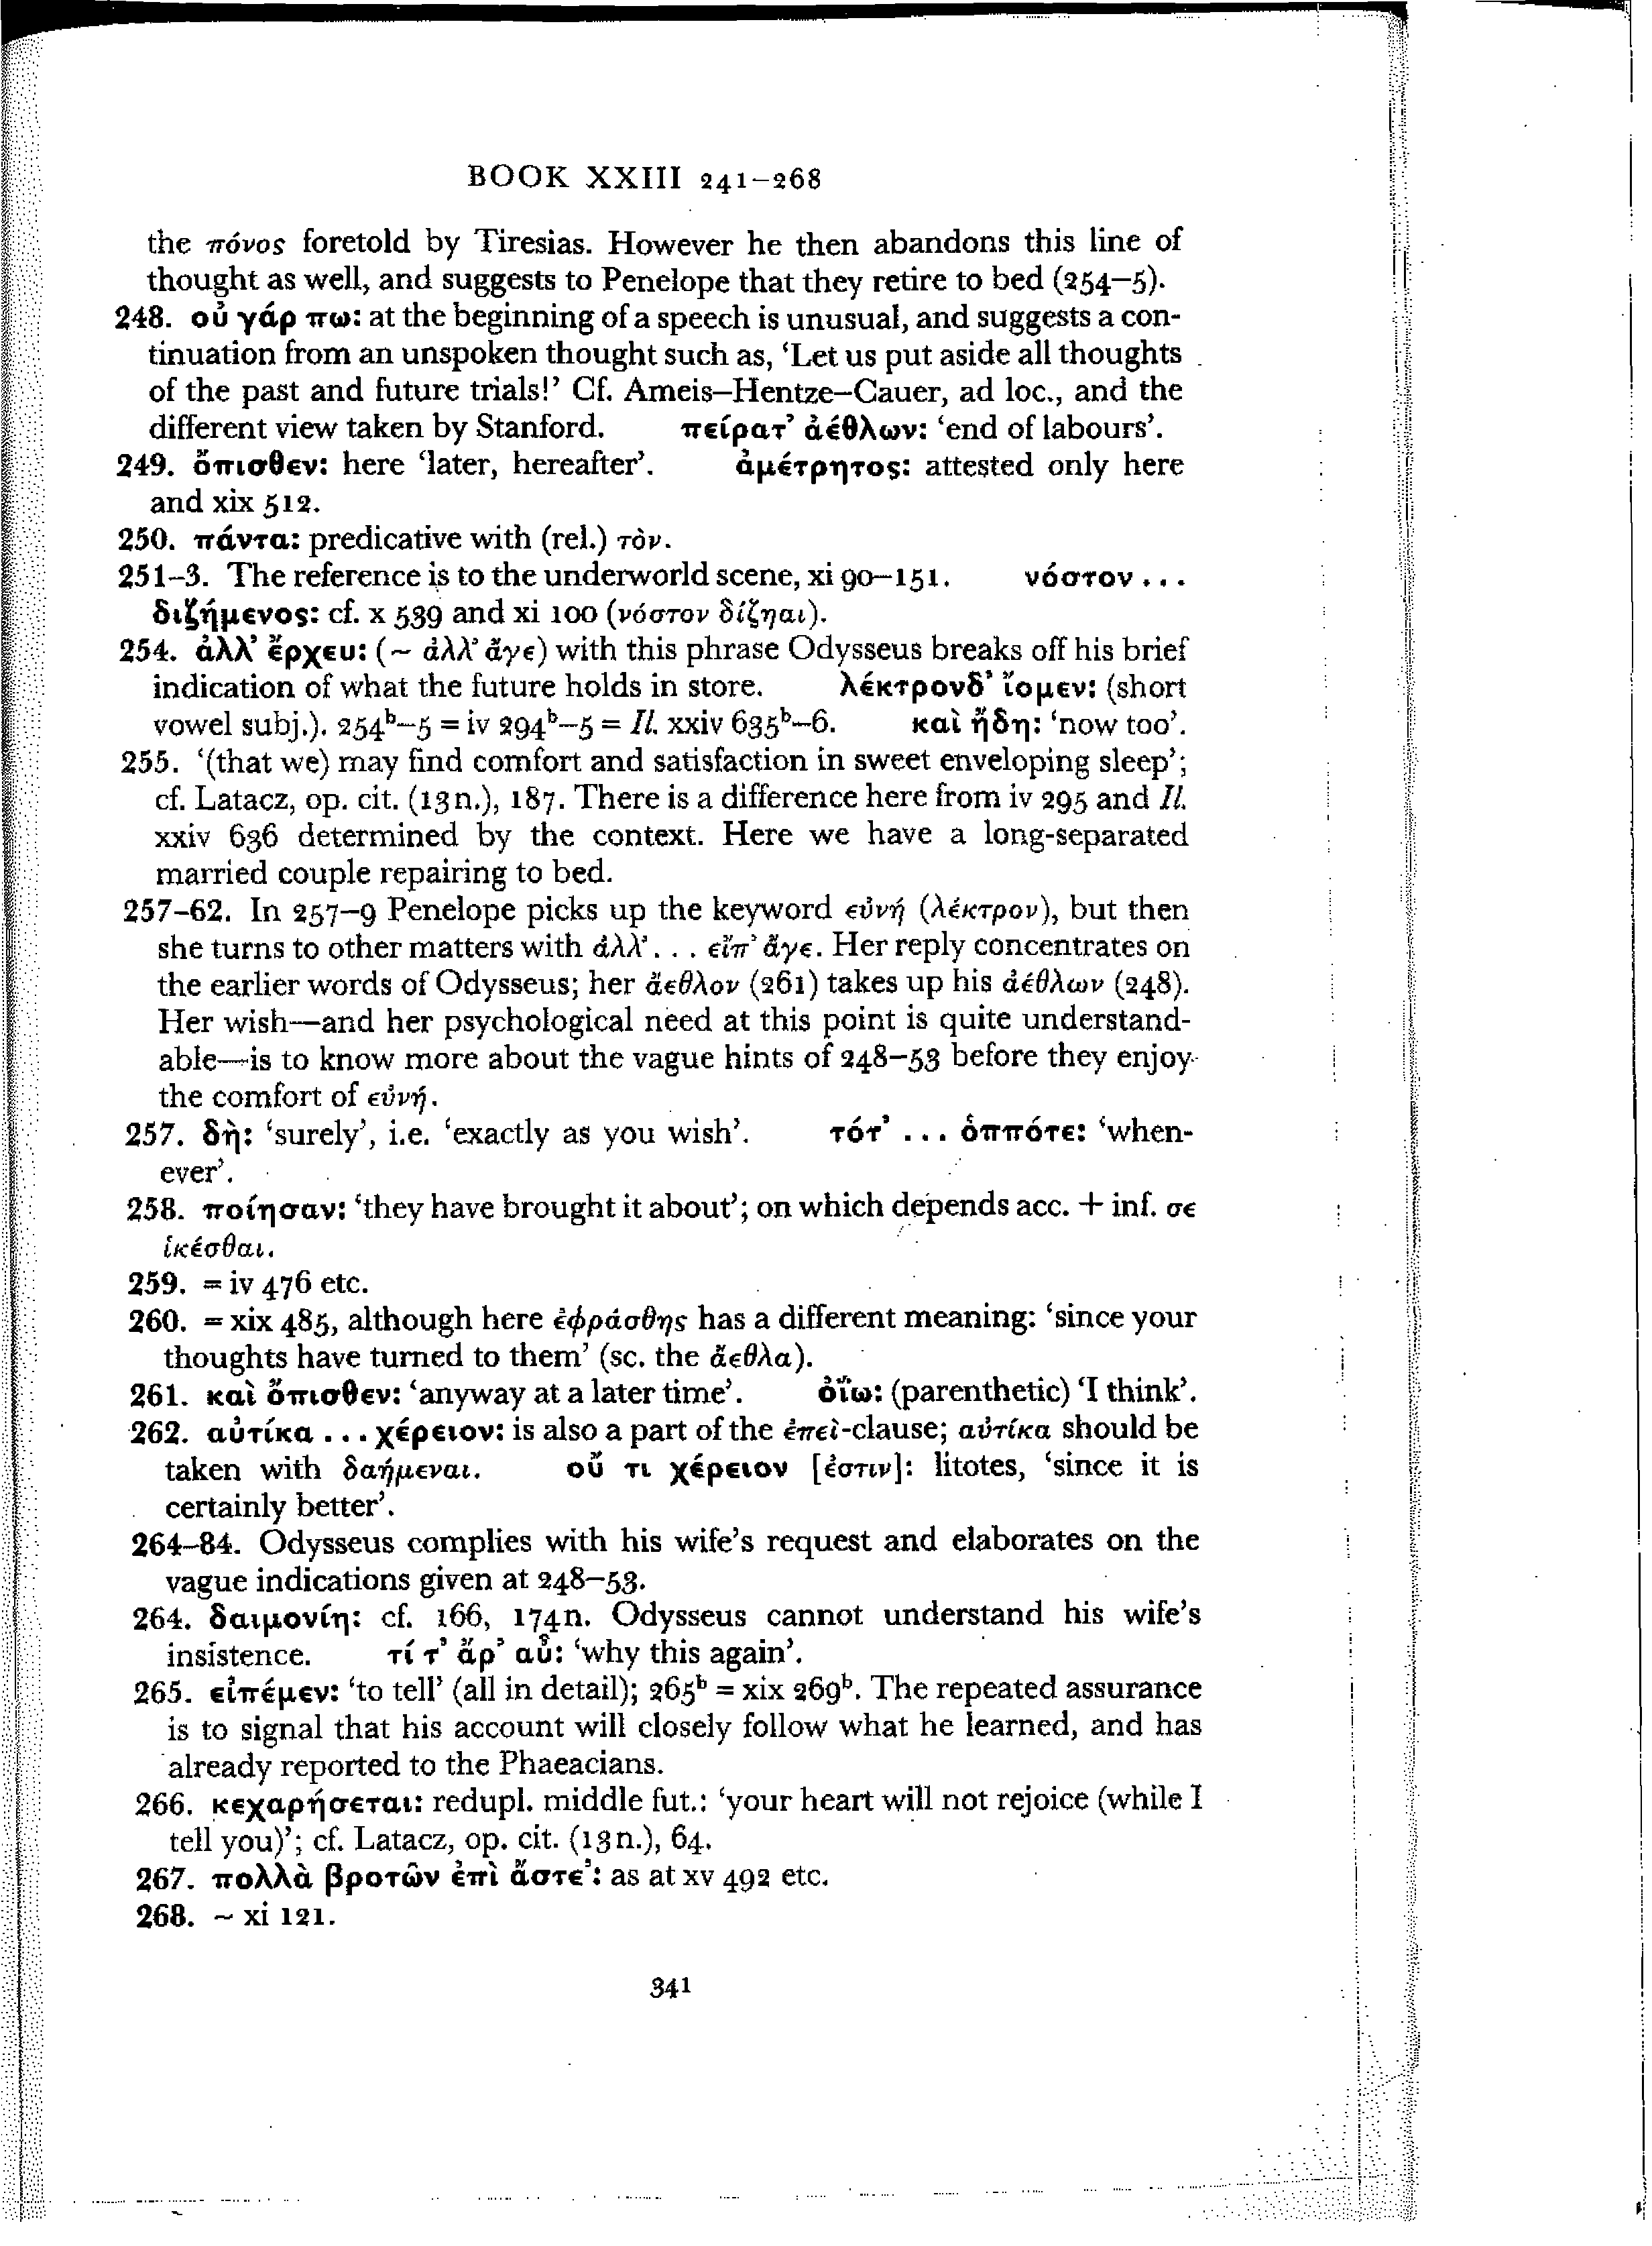 BOOK XXIII 241–268
the πόνος foretold by Tiresias. However he then abandons this line of
thought as well, and suggests to Penelope that they retire to bed (254–5).
248. οὐ γάρ πω: at the beginning of a speech is unusual, and suggests a con-
tinuation from an unspoken thought such as, ‘Let us put aside all thoughts
of the past and future trials!’ Cf. Ameis–Hentze–Cauer, ad loc., and the
different view taken by Stanford. πείρατ’ ἀέθλων: ‘end of labours’.
249. ὄπισθεν: here ‘later, hereafter’. ἀμέτρητος: attested only here
and xix 512.
250. πάντα: predicative with (rel.) τὸν.
251–3. The reference is to the underworld scene, xi 90–151. νόστον . . .
διζήμενος: cf. x 539 and xi 100 (νόστον δίζηαι).
254. ἀλλ’ ἔρχευ: (~ ἀλλ’ ἄγε) with this phrase Odysseus breaks off his brief
indication of what the future holds in store. λέκτρονδ’ ἴομεν: (short
vowel subj.). 254ᵇ–5 = iv 294ᵇ–5 = Il. xxiv 635ᵇ–6. καὶ ἤδη: ‘now too’.
255. ‘(that we) may find comfort and satisfaction in sweet enveloping sleep’;
cf. Latacz, op. cit. (13 n.), 187. There is a difference here from iv 295 and Il.
xxiv 636 determined by the context. Here we have a long-separated
married couple repairing to bed.
257–62. In 257–9 Penelope picks up the keyword εὐνή (λέκτρον), but then
she turns to other matters with ἀλλ’ . . . εἴπ’ ἄγε. Her reply concentrates on
the earlier words of Odysseus; her ἄεθλον (261) takes up his ἀέθλων (248).
Her wish—and her psychological need at this point is quite understand-
able—is to know more about the vague hints of 248–53 before they enjoy
the comfort of εὐνή.
257. δὴ: ‘surely’, i.e. ‘exactly as you wish’. τότ’ . . . ὁππότε: ‘when-
ever’.
258. ποίησαν: ‘they have brought it about’; on which depends acc. + inf. σε
ἱκέσθαι.
259. = iv 476 etc.
260. = xix 485, although here ἐφράσθης has a different meaning: ‘since your
thoughts have turned to them’ (sc. the ἄεθλα).
261. καὶ ὄπισθεν: ‘anyway at a later time’. ὀΐω: (parenthetic) ‘I think’.
262. αὐτίκα . . . χέρειον: is also a part of the ἐπεὶ-clause; αὐτίκα should be
taken with δαήμεναι. οὔ τι χέρειον [ἐστιν]: litotes, ‘since it is
certainly better’.
264–84. Odysseus complies with his wife’s request and elaborates on the
vague indications given at 248–53.
264. δαιμονίη: cf. 166, 174n. Odysseus cannot understand his wife’s
insistence. τί τ’ ἄρ’ αὖ: ‘why this again’.
265. εἰπέμεν: ‘to tell’ (all in detail); 265ᵇ = xix 269ᵇ. The repeated assurance
is to signal that his account will closely follow what he learned, and has
already reported to the Phaeacians.
266. κεχαρήσεται: redupl. middle fut.: ‘your heart will not rejoice (while I
tell you)’; cf. Latacz, op. cit. (13 n.), 64.
267. πολλὰ βροτῶν ἐπὶ ἄστε’: as at xv 492 etc.
268. ~ xi 121.
341